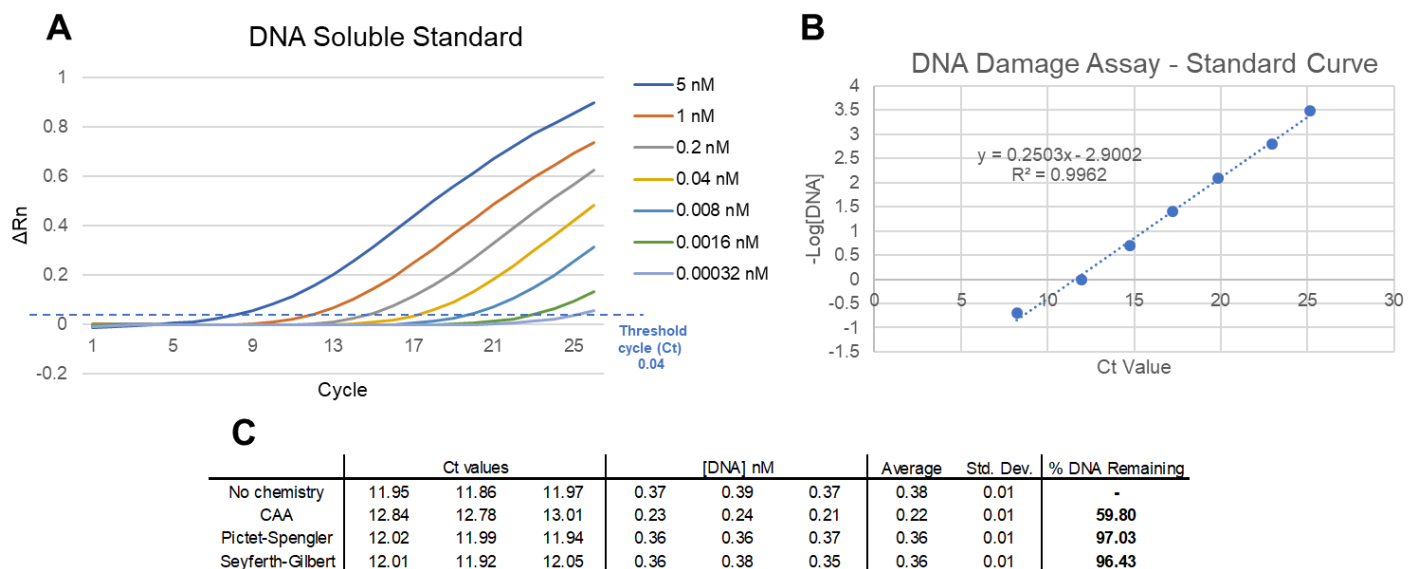 A
DNA Soluble Standard
1
0.8
0.6
0.4
0.2
0
-0.2
ΔRn
1 5 9 13 17 21 25
Cycle
5 nM
1 nM
0.2 nM
0.04 nM
0.008 nM
0.0016 nM
0.00032 nM
Threshold
cycle (Ct)
0.04
B
DNA Damage Assay - Standard Curve
4
3.5
3
2.5
2
1.5
1
0.5
0
-0.5
-1
-1.5
-Log[DNA]
y = 0.2503x - 2.9002
R² = 0.9962
0 5 10 15 20 25 30
Ct Value
C
Ct values [DNA] nM Average Std. Dev. % DNA Remaining
No chemistry 11.95 11.86 11.97 0.37 0.39 0.37 0.38 0.01 -
CAA 12.84 12.78 13.01 0.23 0.24 0.21 0.22 0.01 59.80
Pictet-Spengler 12.02 11.99 11.94 0.36 0.36 0.37 0.36 0.01 97.03
Seyferth-Gilbert 12.01 11.92 12.05 0.36 0.38 0.35 0.36 0.01 96.43